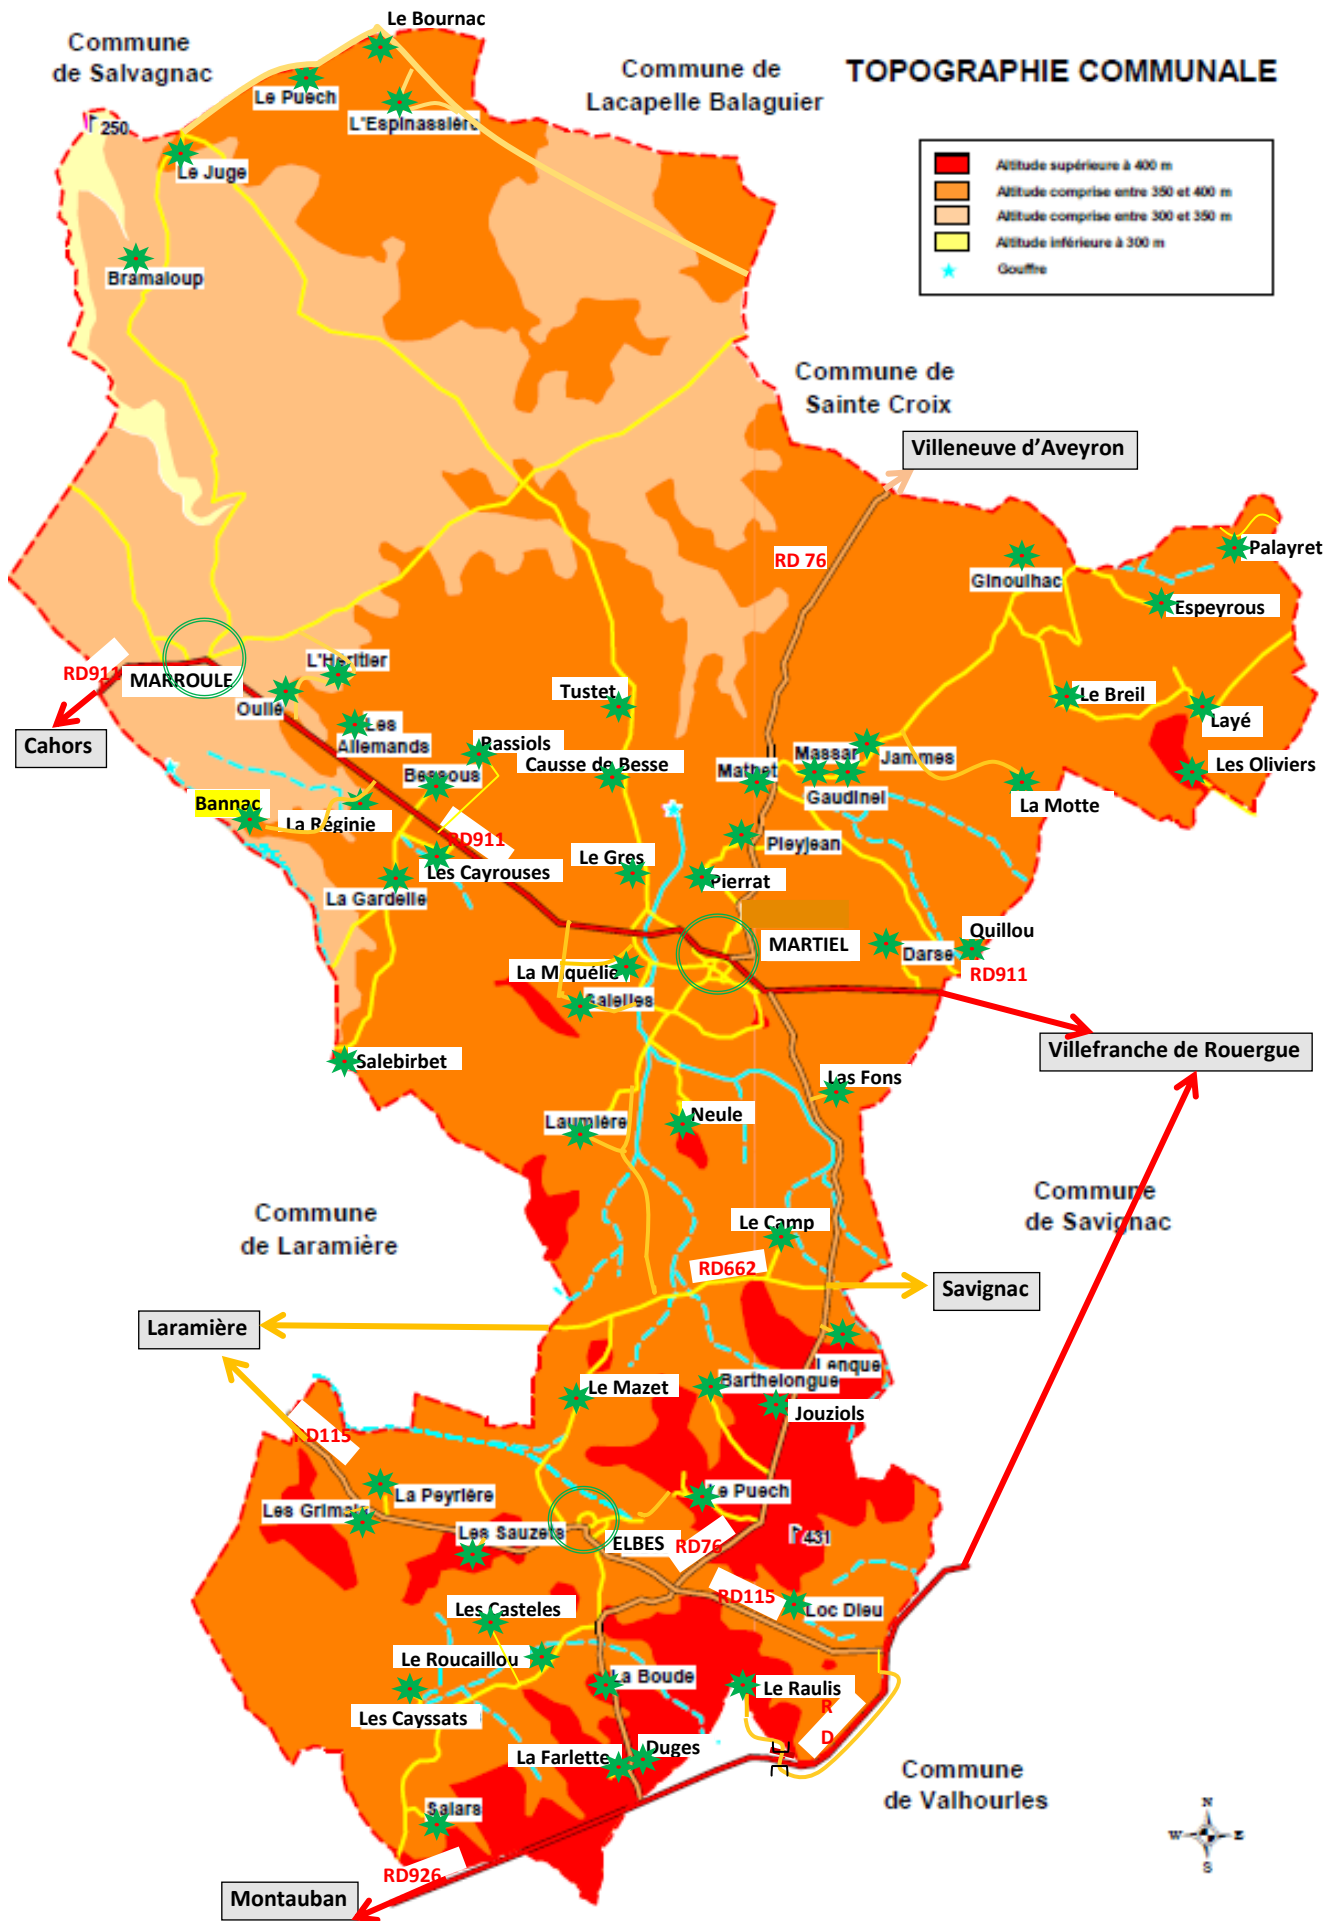 Le Bournac
Commune
de Salvagnac
Commune de
Lacapelle Balaguier
TOPOGRAPHIE COMMUNALE
Le Puech
L'Espinassière
250
Le Juge
Altitude supérieure à 400 m
Altitude comprise entre 350 et 400 m
Altitude comprise entre 300 et 350 m
Altitude inférieure à 300 m
Gouffre
Bramaloup
Commune de
Sainte Croix
Villeneuve d'Aveyron
RD 76
Palayret
Ginouilhac
Espeyrous
RD911
MARROULE
L'Héritier
Oulié
Cahors
Les
Allemands
Tustet
Le Breil
Layé
Rassiols
Bessous
Causse de Besse
Mathet
Massar
Jammes
Gaudinel
La Motte
Les Oliviers
Bannac
La Réginie
RD911
Les Cayrouses
Le Gres
Pleyjean
Pierrat
La Gardelle
MARTIEL
Darse
Quillou
RD911
La Miquélie
Salelles
Villefranche de Rouergue
Salebirbet
Las Fons
Laumière
Neule
Commune
de Savignac
Commune
de Laramière
Le Camp
RD662
Savignac
Laramière
Lenque
Le Mazet
Barthelongue
Jouziols
RD115
La Peyrière
Le Puech
Les Grimals
Les Sauzets
ELBES
RD76
431
RD115
Loc Dieu
Les Casteles
Le Roucaillou
La Boude
Le Raulis
R
D
Les Cayssats
La Farlette
Duges
Commune
de Valhourles
Salars
RD926
Montauban
N
W
E
S